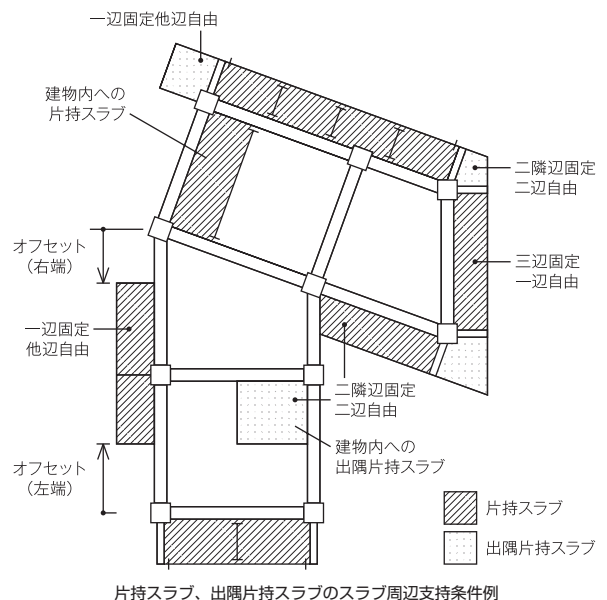 一辺固定他辺自由
建物内への
片持スラブ
二隣辺固定
二辺自由
オフセット
(右端)
三辺固定
一辺自由
一辺固定
他辺自由
二隣辺固定
二辺自由
建物内への
出隅片持スラブ
オフセット
(左端)
片持スラブ
出隅片持スラブ
片持スラブ、出隅片持スラブのスラブ周辺支持条件例